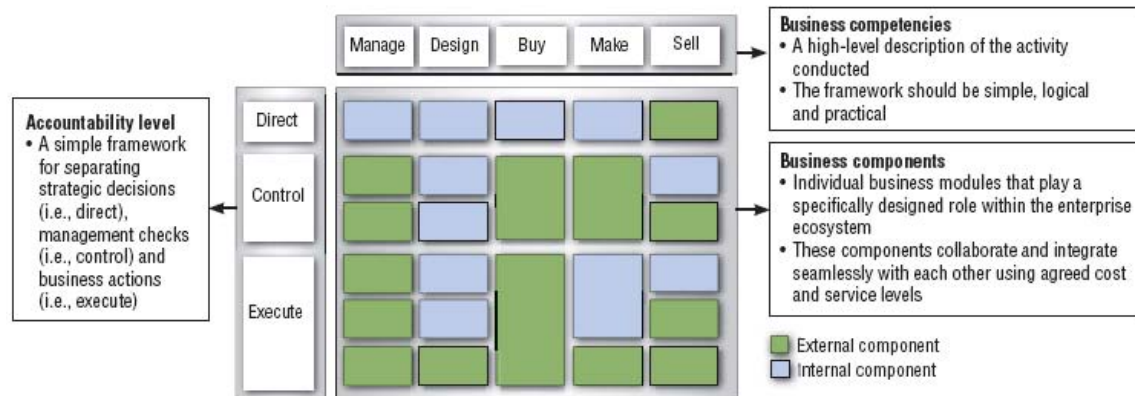 Manage Design Buy Make Sell
Business competencies
• A high-level description of the activity
conducted
• The framework should be simple, logical
and practical
Accountability level
• A simple framework
for separating
strategic decisions
(i.e., direct),
management checks
(i.e., control) and
business actions
(i.e., execute)
Direct
Control
Execute
Business components
• Individual business modules that play a
specifically designed role within the enterprise
ecosystem
• These components collaborate and integrate
seamlessly with each other using agreed cost
and service levels
External component
Internal component